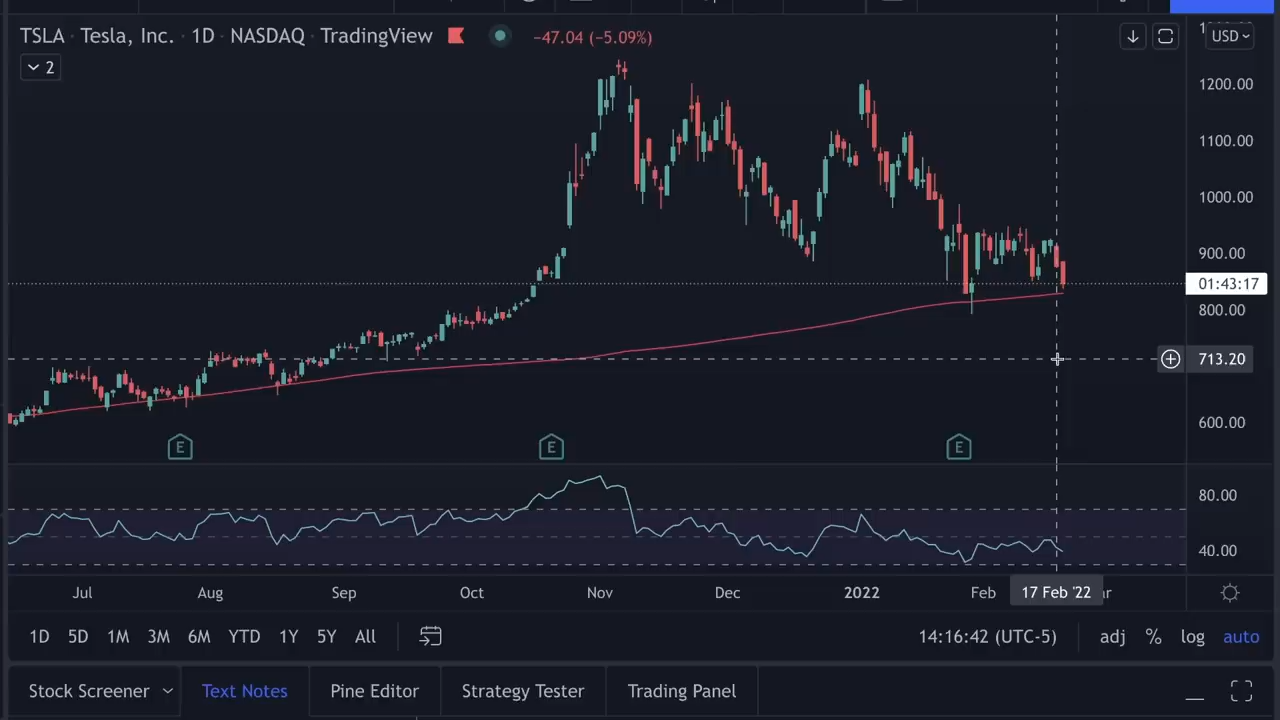 TSLA · Tesla, Inc. · 1D · NASDAQ · TradingView
−47.04 (−5.09%)
2
USD
1200.00
1100.00
1000.00
900.00
01:43:17
800.00
713.20
600.00
E E E
80.00
40.00
Jul Aug Sep Oct Nov Dec 2022 Feb 17 Feb '22
1D 5D 1M 3M 6M YTD 1Y 5Y All 14:16:42 (UTC-5) adj % log auto
Stock Screener Text Notes Pine Editor Strategy Tester Trading Panel